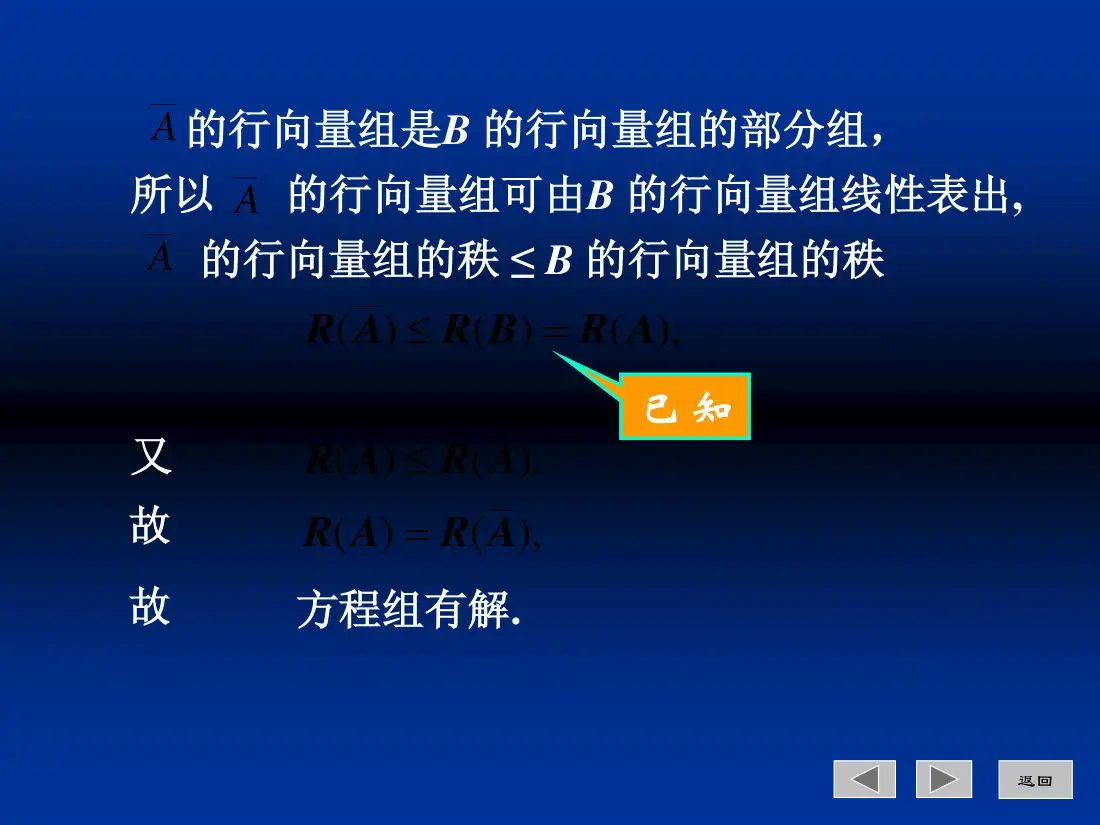 A̅ 的行向量组是B 的行向量组的部分组，
所以 A̅ 的行向量组可由B 的行向量组线性表出,
A̅ 的行向量组的秩 ≤ B 的行向量组的秩
R(A̅) ≤ R(B) = R(A),
已知
又 R(A) ≤ R(A),
故 R(A) = R(A̅),
故 方程组有解.
返回